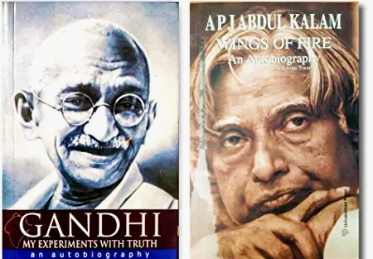 GANDHI
MY EXPERIMENTS WITH TRUTH
an autobiography
A P J ABDUL KALAM
WINGS OF FIRE
An Autobiography